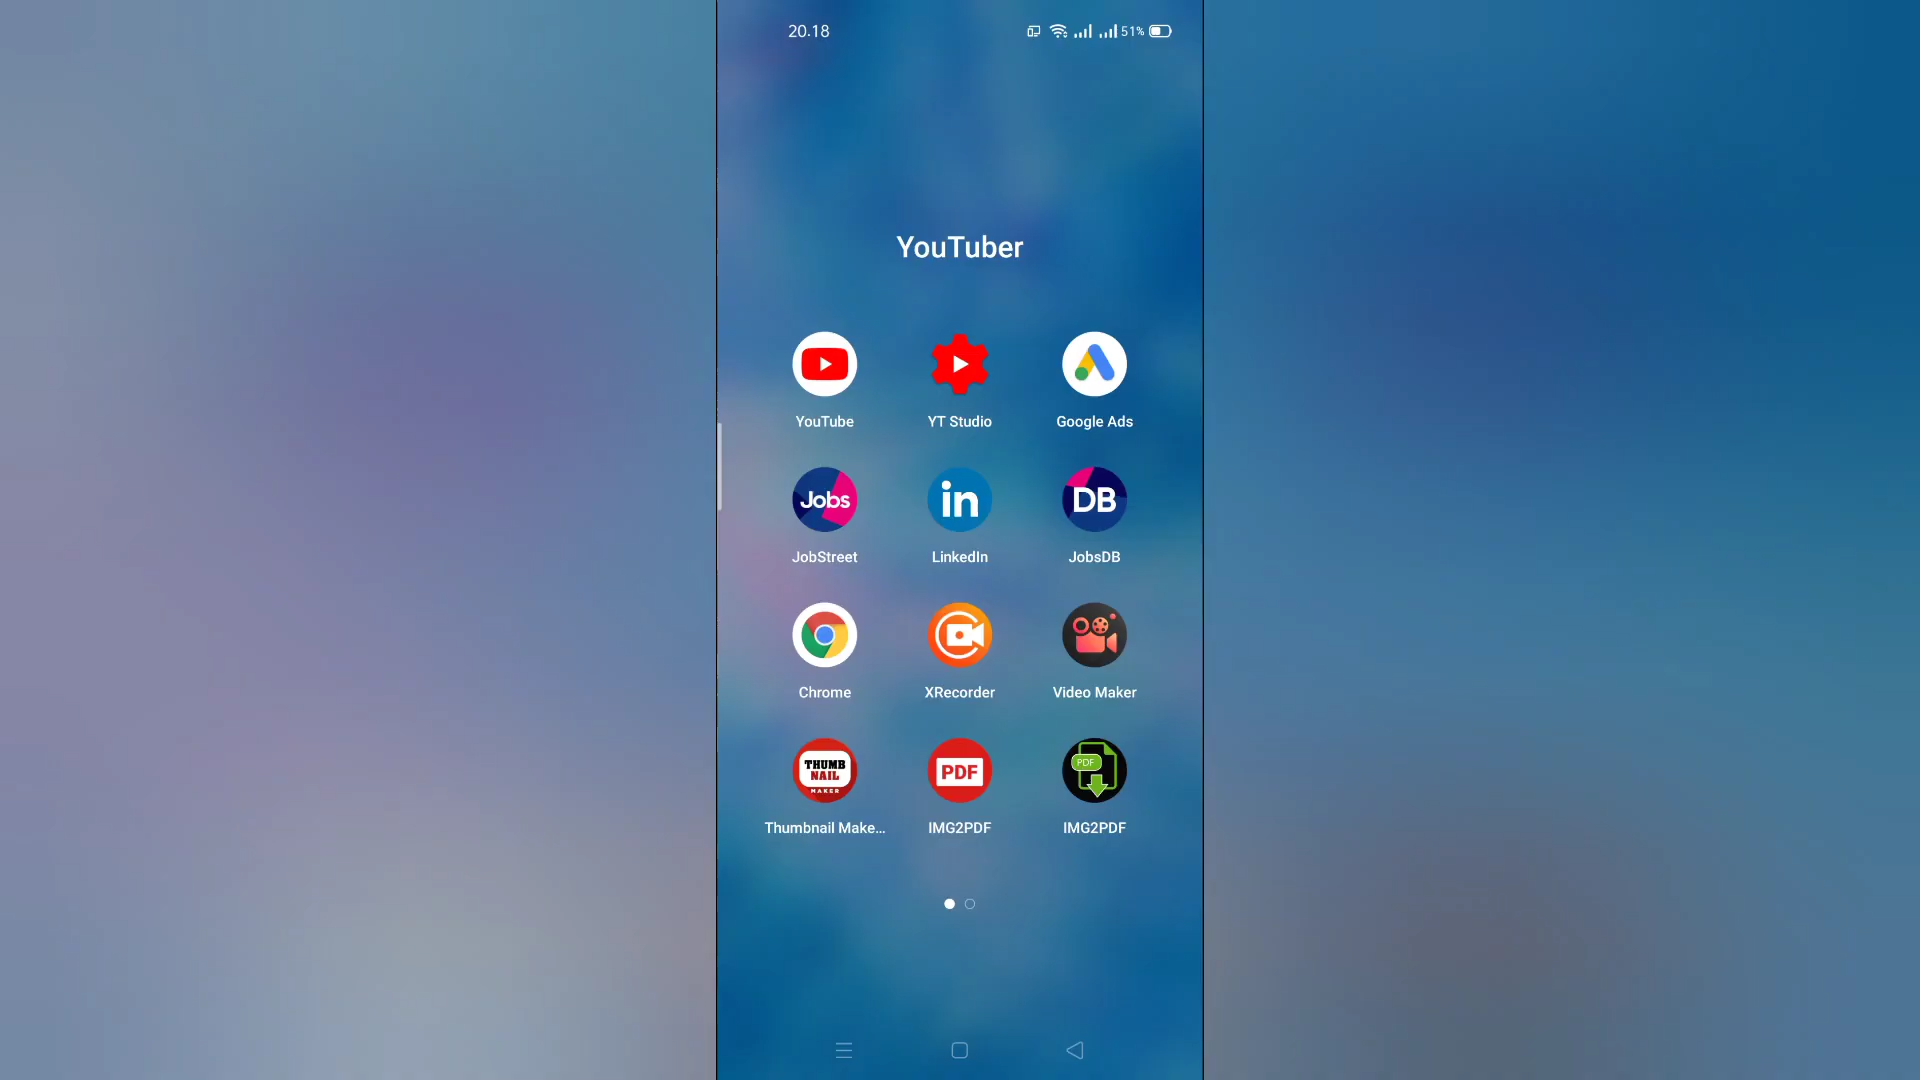 20.18
51%
YouTuber
YouTube
YT Studio
Google Ads
Jobs
in
DB
JobStreet
LinkedIn
JobsDB
Chrome
XRecorder
Video Maker
THUMB
NAIL
MAKER
PDF
PDF
Thumbnail Make...
IMG2PDF
IMG2PDF